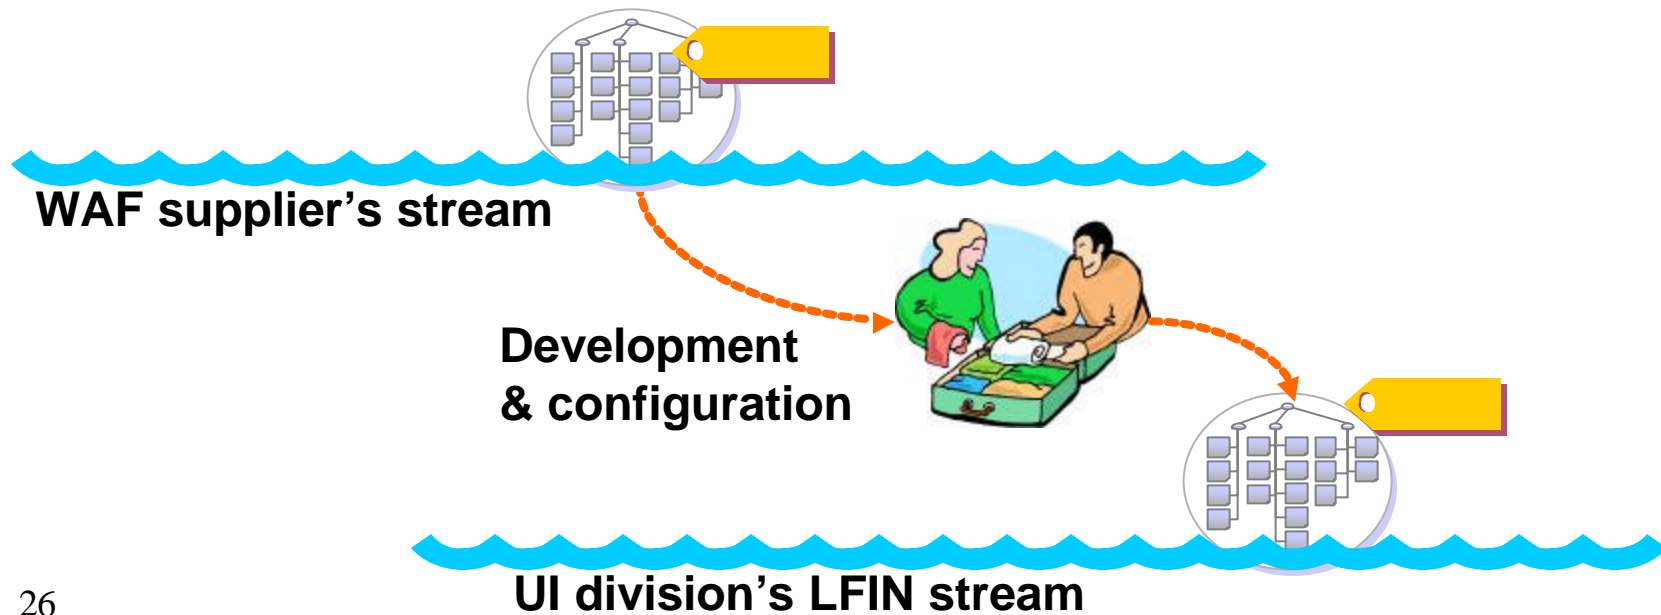 WAF supplier’s stream
Development
& configuration
UI division’s LFIN stream
26